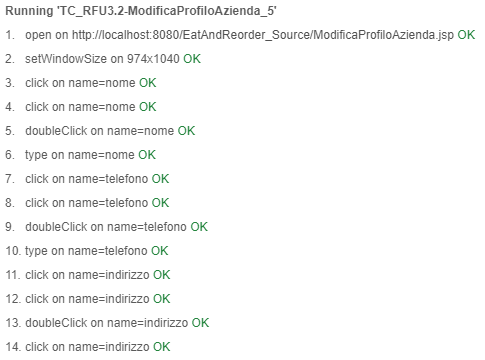 Running 'TC_RFU3.2-ModificaProfiloAzienda_5'
1. open on http://localhost:8080/EatAndReorder_Source/ModificaProfiloAzienda.jsp OK
2. setWindowSize on 974x1040 OK
3. click on name=nome OK
4. click on name=nome OK
5. doubleClick on name=nome OK
6. type on name=nome OK
7. click on name=telefono OK
8. click on name=telefono OK
9. doubleClick on name=telefono OK
10. type on name=telefono OK
11. click on name=indirizzo OK
12. click on name=indirizzo OK
13. doubleClick on name=indirizzo OK
14. click on name=indirizzo OK